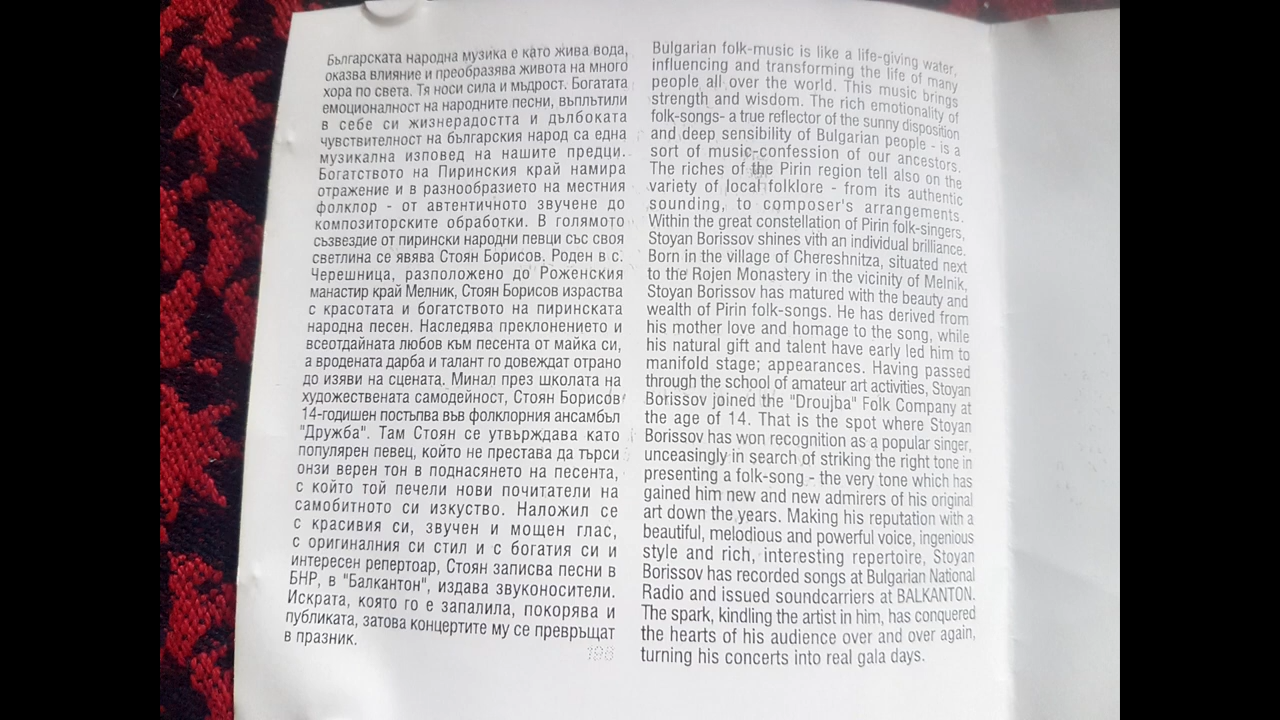 Българската народна музика е като жива вода,
оказва влияние и преобразява живота на много
хора по света. Тя носи сила и мъдрост. Богатата
емоционалност на народните песни, въплътили
в себе си жизнерадостта и дълбоката
чувствителност на българския народ са една
музикална изповед на нашите предци.
Богатството на Пиринския край намира
отражение и в разнообразието на местния
фолклор - от автентичното звучене до
композиторските обработки. В голямото
съзвездие от пирински народни певци със своя
светлина се явява Стоян Борисов. Роден в с.
Черешница, разположено до Роженския
манастир край Мелник, Стоян Борисов израства
с красотата и богатството на пиринската
народна песен. Наследява преклонението и
всеотдайната любов към песента от майка си,
а вродената дарба и талант го довеждат отрано
до изяви на сцената. Минал през школата на
художествената самодейност, Стоян Борисов
14-годишен постъпва във фолклорния ансамбъл
"Дружба". Там Стоян се утвърждава като
популярен певец, който не престава да търси
онзи верен тон в поднасянето на песента,
с който той печели нови почитатели на
самобитното си изкуство. Наложил се
с красивия си, звучен и мощен глас,
с оригиналния си стил и с богатия си и
интересен репертоар, Стоян записва песни в
БНР, в "Балкантон", издава звуконосители.
Искрата, която го е запалила, покорява и
публиката, затова концертите му се превръщат
в празник.
198
Bulgarian folk-music is like a life-giving water,
influencing and transforming the life of many
people all over the world. This music brings
strength and wisdom. The rich emotionality of
folk-songs- a true reflector of the sunny disposition
and deep sensibility of Bulgarian people - is a
sort of music-confession of our ancestors.
The riches of the Pirin region tell also on the
variety of local folklore - from its authentic
sounding, to composer's arrangements.
Within the great constellation of Pirin folk-singers,
Stoyan Borissov shines vith an individual brilliance.
Born in the village of Chereshnitza, situated next
to the Rojen Monastery in the vicinity of Melnik,
Stoyan Borissov has matured with the beauty and
wealth of Pirin folk-songs. He has derived from
his mother love and homage to the song, while
his natural gift and talent have early led him to
manifold stage; appearances. Having passed
through the school of amateur art activities, Stoyan
Borissov joined the "Droujba" Folk Company at
the age of 14. That is the spot where Stoyan
Borissov has won recognition as a popular singer,
unceasingly in search of striking the right tone in
presenting a folk-song - the very tone which has
gained him new and new admirers of his original
art down the years. Making his reputation with a
beautiful, melodious and powerful voice, ingenious
style and rich, interesting repertoire, Stoyan
Borissov has recorded songs at Bulgarian National
Radio and issued soundcarriers at BALKANTON.
The spark, kindling the artist in him, has conquered
the hearts of his audience over and over again,
turning his concerts into real gala days.